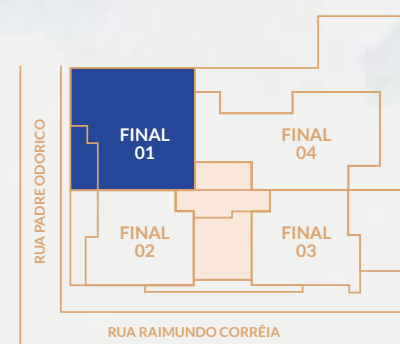 RUA PADRE ODORICO
FINAL
01
FINAL
04
FINAL
02
FINAL
03
RUA RAIMUNDO CORRÊIA